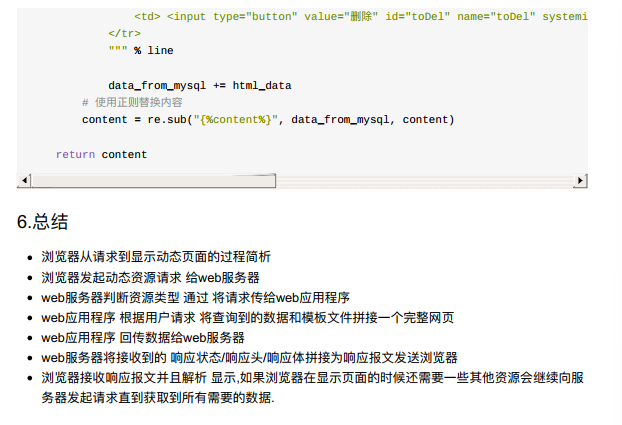 <td> <input type="button" value="删除" id="toDel" name="toDel" systemi
</tr>
""" % line
data_from_mysql += html_data
# 使用正则替换内容
content = re.sub("{%content%}", data_from_mysql, content)
return content
6.总结
浏览器从请求到显示动态页面的过程简析
浏览器发起动态资源请求 给web服务器
web服务器判断资源类型 通过 将请求传给web应用程序
web应用程序 根据用户请求 将查询到的数据和模板文件拼接一个完整网页
web应用程序 回传数据给web服务器
web服务器将接收到的 响应状态/响应头/响应体拼接为响应报文发送浏览器
浏览器接收响应报文并且解析 显示,如果浏览器在显示页面的时候还需要一些其他资源会继续向服
务器发起请求直到获取到所有需要的数据.